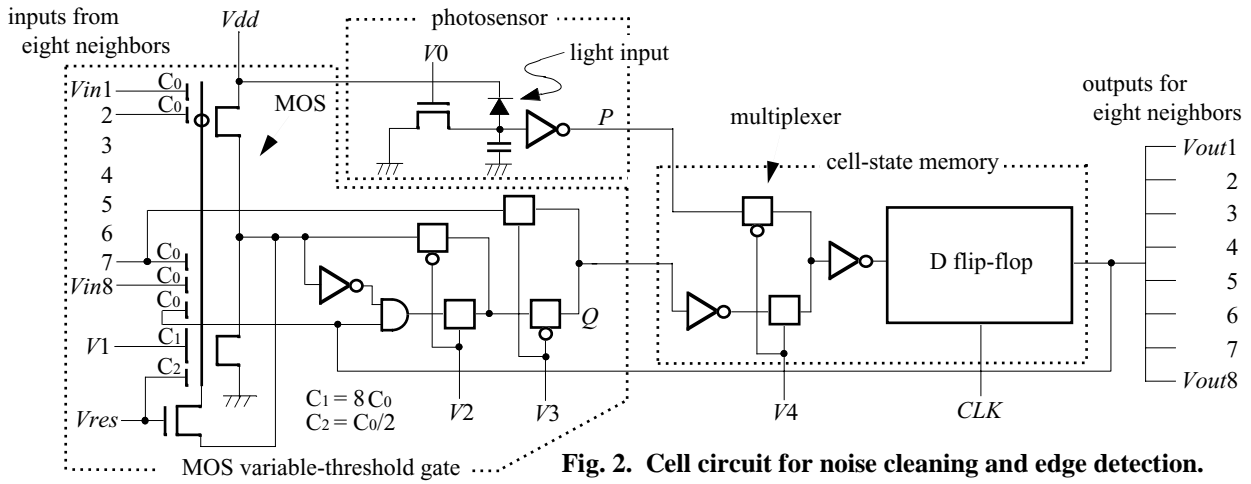 inputs from
eight neighbors
Vdd
photosensor
V0
light input
Vin1
C0
2
C0
3
4
5
6
7
C0
Vin8
C0
C0
V1
C1
C2
Vres
MOS
P
multiplexer
cell-state memory
D flip-flop
outputs for
eight neighbors
Vout1
2
3
4
5
6
7
Vout8
Q
C1 = 8C0
C2 = C0/2
V2
V3
V4
CLK
MOS variable-threshold gate
Fig. 2. Cell circuit for noise cleaning and edge detection.